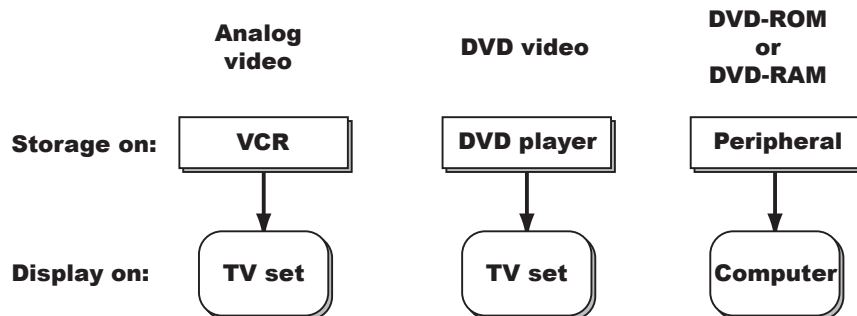 Analog
video
DVD video
DVD-ROM
or
DVD-RAM
Storage on:
VCR
DVD player
Peripheral
Display on:
TV set
TV set
Computer